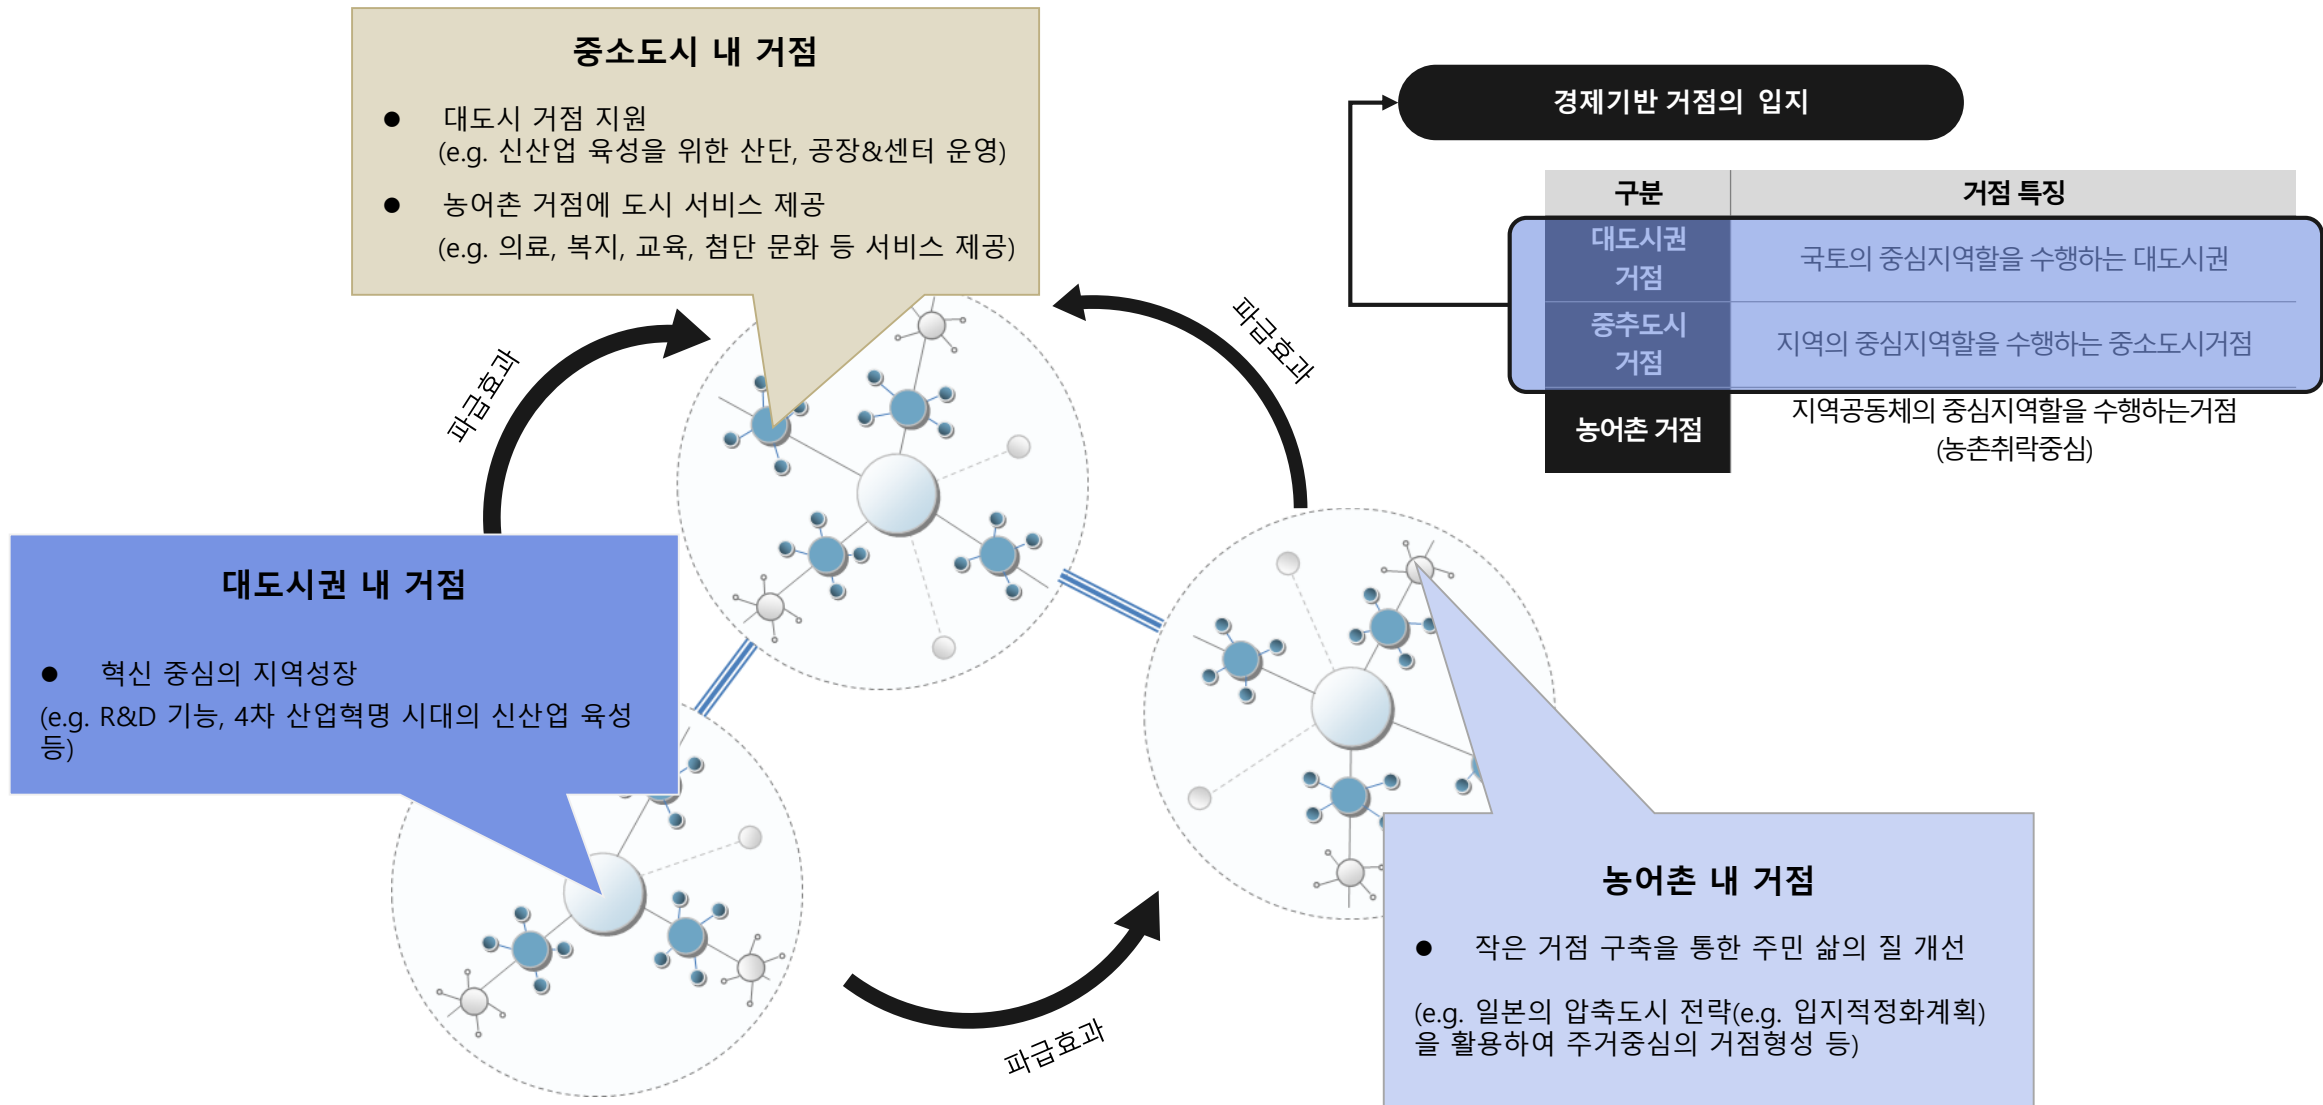 중소도시 내 거점
● 대도시 거점 지원
(e.g. 신산업 육성을 위한 산단, 공장&센터 운영)
● 농어촌 거점에 도시 서비스 제공
(e.g. 의료, 복지, 교육, 첨단 문화 등 서비스 제공)
경제기반 거점의 입지
구분 거점 특징
대도시권
거점
국토의 중심지역할을 수행하는 대도시권
중추도시
거점
지역의 중심지역할을 수행하는 중소도시거점
농어촌 거점
지역공동체의 중심지역할을 수행하는거점
(농촌취락중심)
파급효과
파급효과
대도시권 내 거점
● 혁신 중심의 지역성장
(e.g. R&D 기능, 4차 산업혁명 시대의 신산업 육성
등)
농어촌 내 거점
● 작은 거점 구축을 통한 주민 삶의 질 개선
(e.g. 일본의 압축도시 전략(e.g. 입지적정화계획)
을 활용하여 주거중심의 거점형성 등)
파급효과